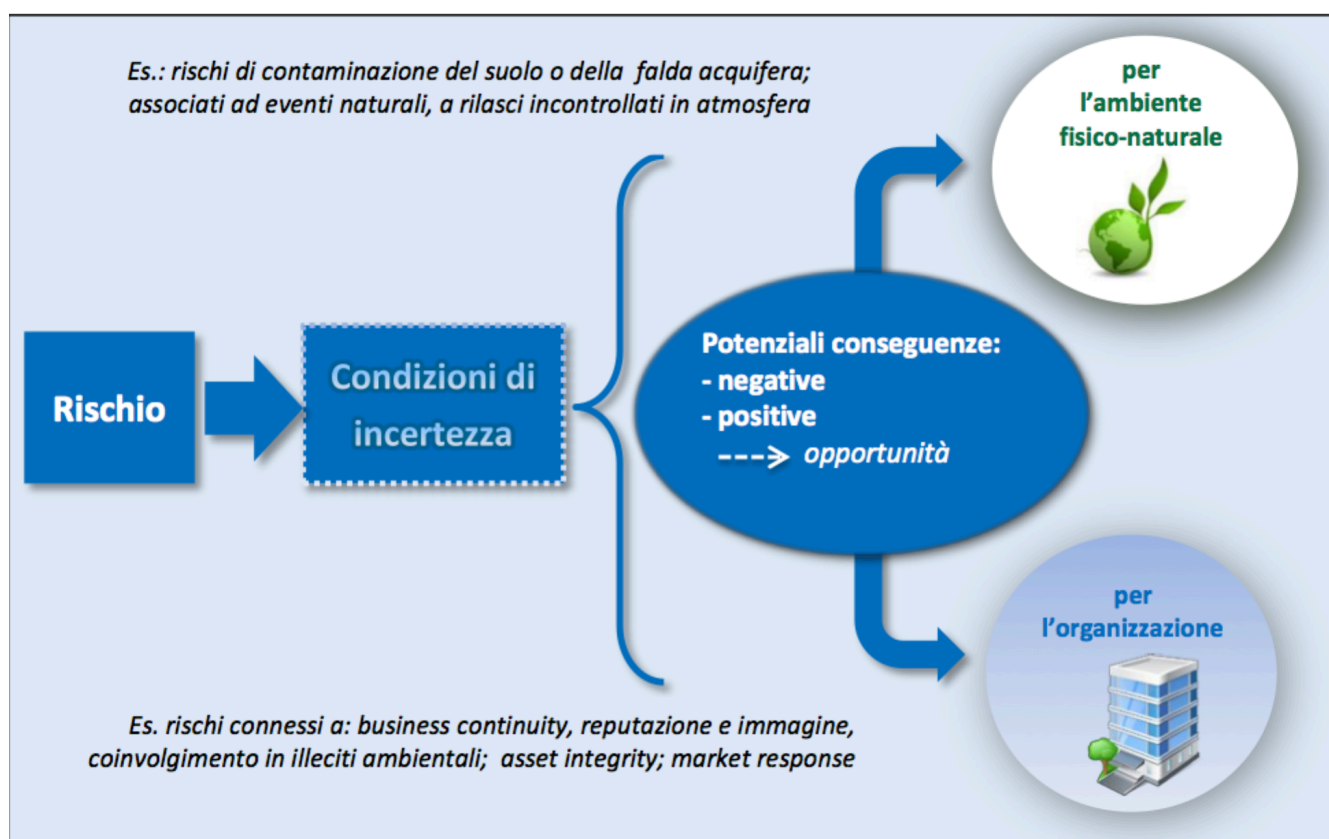 Es.: rischi di contaminazione del suolo o della falda acquifera;
associati ad eventi naturali, a rilasci incontrollati in atmosfera
per
l'ambiente
fisico-naturale
Rischio
Condizioni di
incertezza
Potenziali conseguenze:
- negative
- positive
opportunità
per
l'organizzazione
Es. rischi connessi a: business continuity, reputazione e immagine,
coinvolgimento in illeciti ambientali; asset integrity; market response